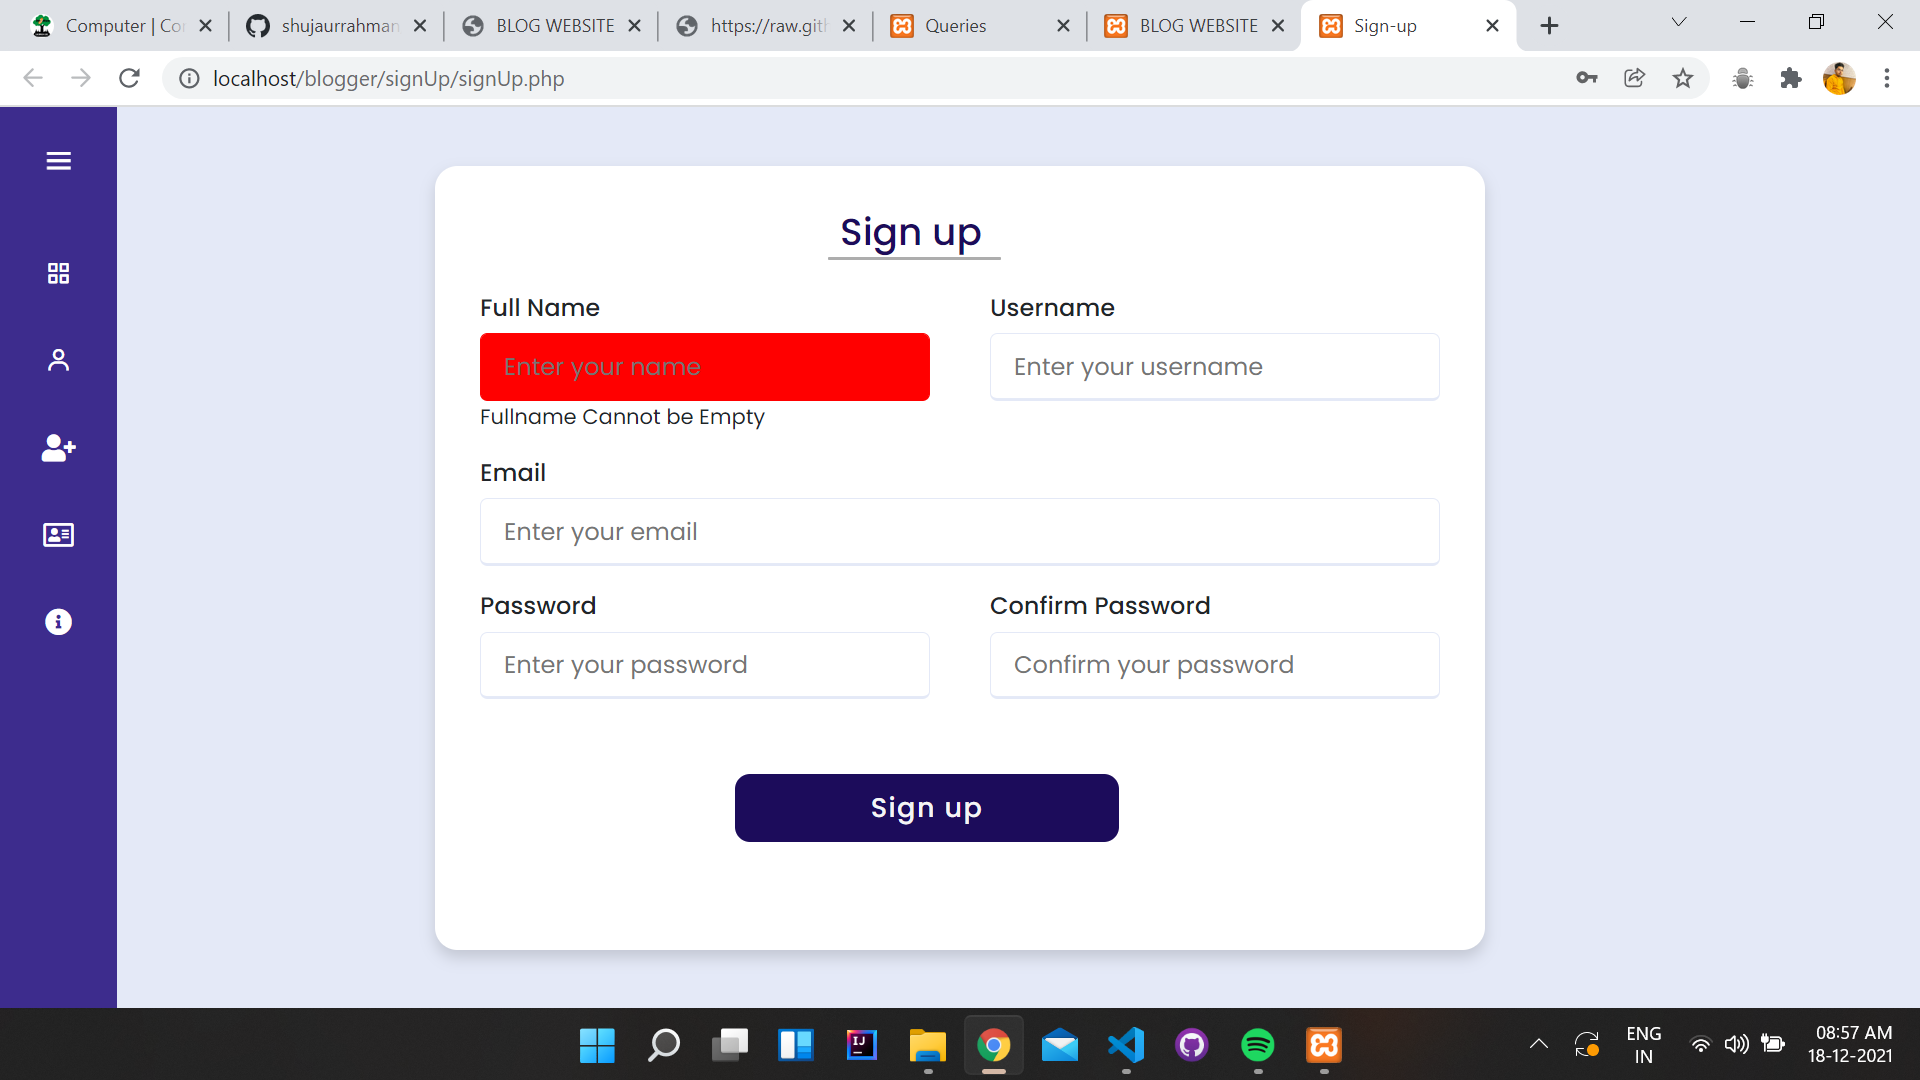 Computer | Co
shujaurrahman
BLOG WEBSITE
https://raw.gith
Queries
BLOG WEBSITE
Sign-up
localhost/blogger/signUp/signUp.php
Sign up
Full Name
Username
Enter your name
Enter your username
Fullname Cannot be Empty
Email
Enter your email
Password
Confirm Password
Enter your password
Confirm your password
Sign up
IJ
ENG
IN
08:57 AM
18-12-2021